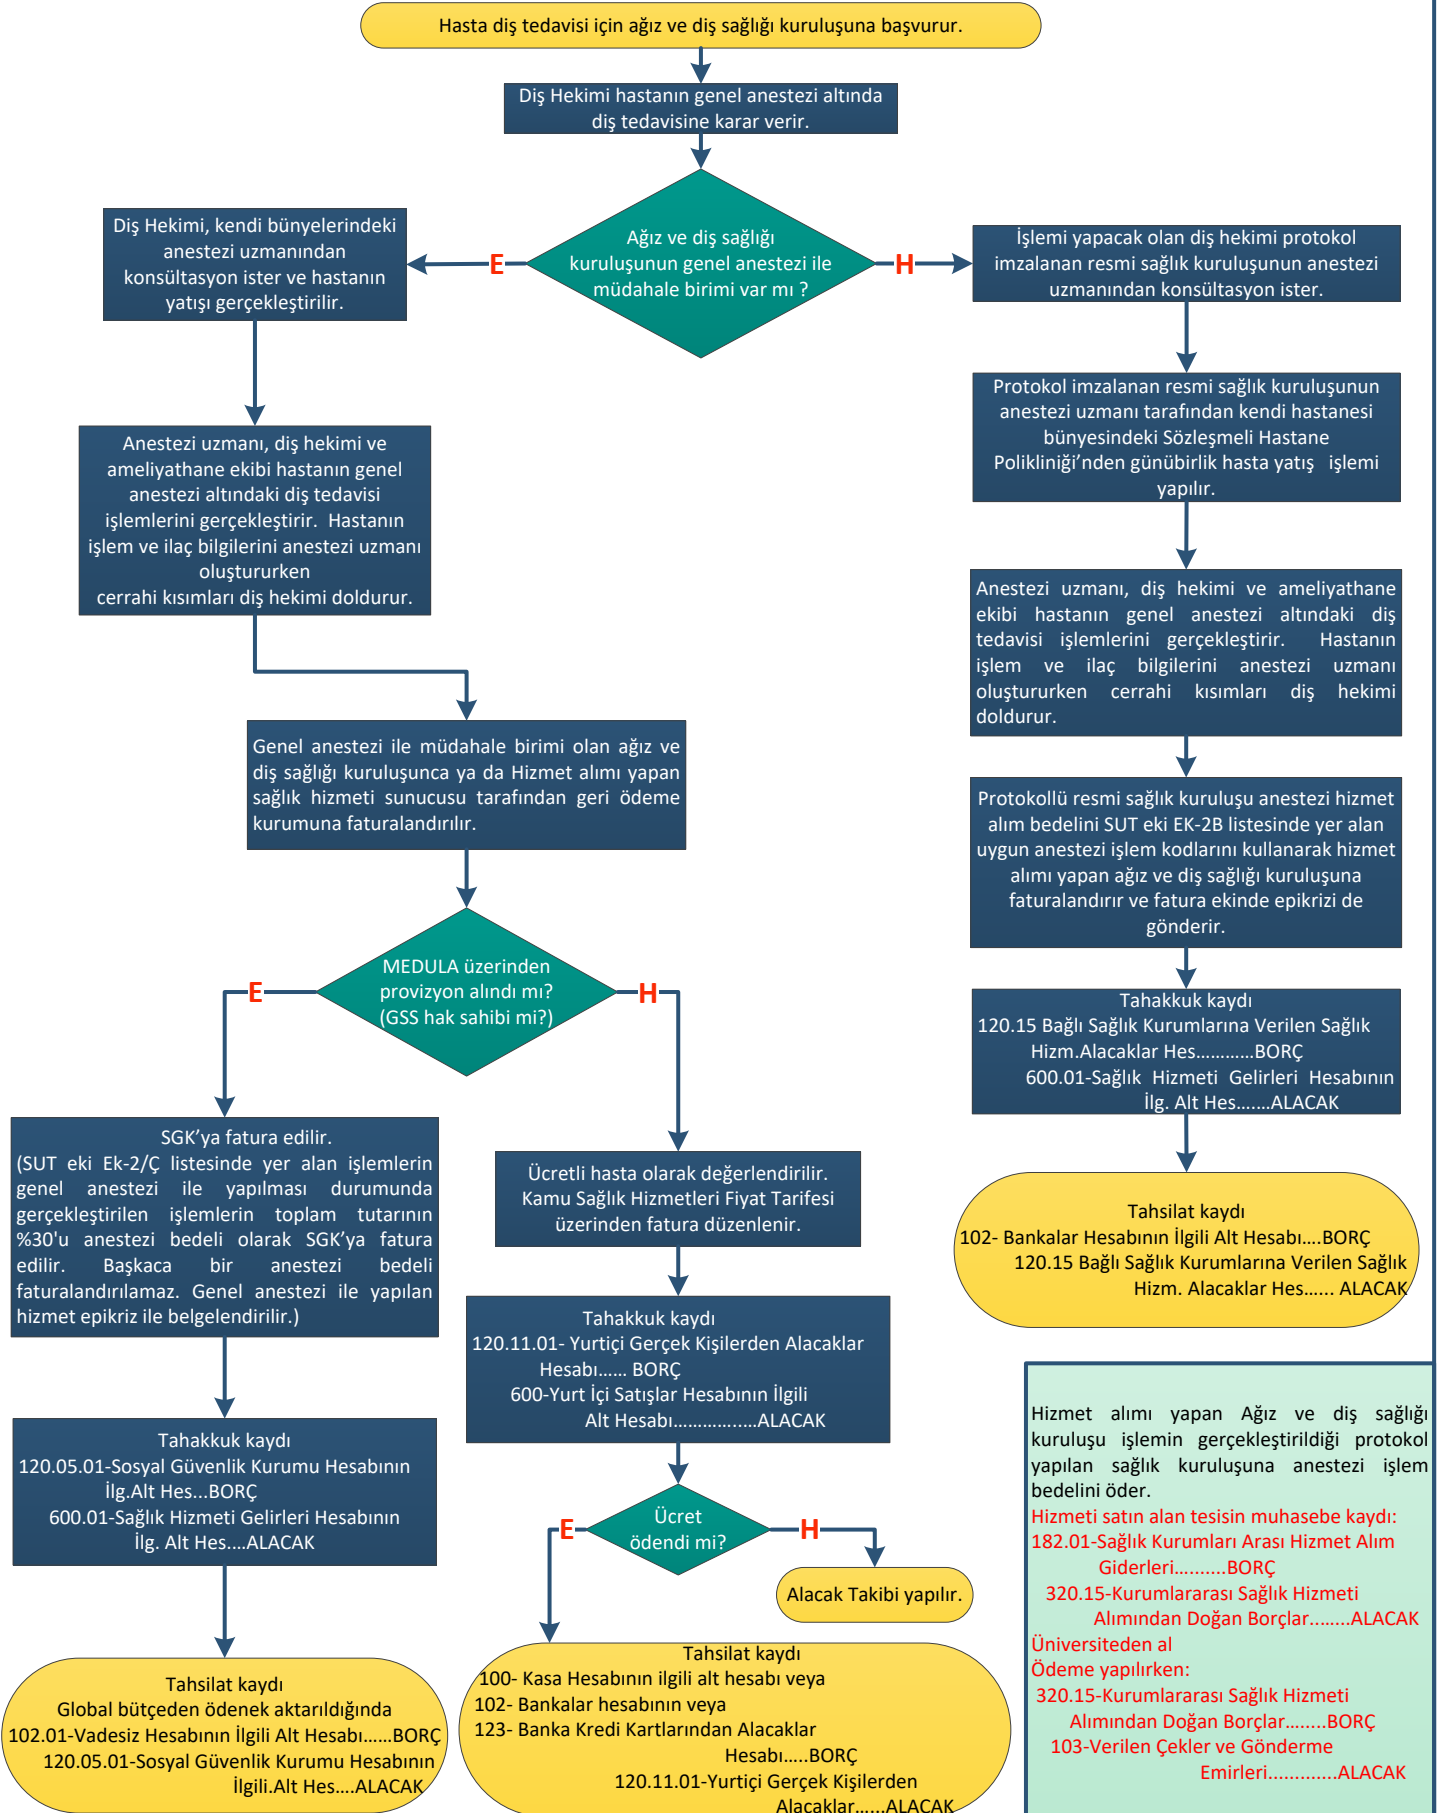 Hasta diş tedavisi için ağız ve diş sağlığı kuruluşuna başvurur.
Diş Hekimi hastanın genel anestezi altında
diş tedavisine karar verir.
Ağız ve diş sağlığı
kuruluşunun genel anestezi ile
müdahale birimi var mı ?
E
H
Diş Hekimi, kendi bünyelerindeki
anestezi uzmanından
konsültasyon ister ve hastanın
yatışı gerçekleştirilir.
Anestezi uzmanı, diş hekimi ve
ameliyathane ekibi hastanın genel
anestezi altındaki diş tedavisi
işlemlerini gerçekleştirir. Hastanın
işlem ve ilaç bilgilerini anestezi uzmanı
oluştururken
cerrahi kısımları diş hekimi doldurur.
Genel anestezi ile müdahale birimi olan ağız ve
diş sağlığı kuruluşunca ya da Hizmet alımı yapan
sağlık hizmeti sunucusu tarafından geri ödeme
kurumuna faturalandırılır.
MEDULA üzerinden
provizyon alındı mı?
(GSS hak sahibi mi?)
E
H
SGK'ya fatura edilir.
(SUT eki Ek-2/Ç listesinde yer alan işlemlerin
genel anestezi ile yapılması durumunda
gerçekleştirilen işlemlerin toplam tutarının
%30'u anestezi bedeli olarak SGK'ya fatura
edilir. Başkaca bir anestezi bedeli
faturalandırılamaz. Genel anestezi ile yapılan
hizmet epikriz ile belgelendirilir.)
Tahakkuk kaydı
120.05.01-Sosyal Güvenlik Kurumu Hesabının
İlg.Alt Hes...BORÇ
600.01-Sağlık Hizmeti Gelirleri Hesabının
İlg. Alt Hes....ALACAK
Tahsilat kaydı
Global bütçeden ödenek aktarıldığında
102.01-Vadesiz Hesabının İlgili Alt Hesabı......BORÇ
120.05.01-Sosyal Güvenlik Kurumu Hesabının
İlgili.Alt Hes....ALACAK
Ücretli hasta olarak değerlendirilir.
Kamu Sağlık Hizmetleri Fiyat Tarifesi
üzerinden fatura düzenlenir.
Tahakkuk kaydı
120.11.01- Yurtiçi Gerçek Kişilerden Alacaklar
Hesabı...... BORÇ
600-Yurt İçi Satışlar Hesabının İlgili
Alt Hesabı................ALACAK
Ücret
ödendi mi?
E
H
Alacak Takibi yapılır.
Tahsilat kaydı
100- Kasa Hesabının ilgili alt hesabı veya
102- Bankalar hesabının veya
123- Banka Kredi Kartlarından Alacaklar
Hesabı.....BORÇ
120.11.01-Yurtiçi Gerçek Kişilerden
Alacaklar......ALACAK
İşlemi yapacak olan diş hekimi protokol
imzalanan resmi sağlık kuruluşunun anestezi
uzmanından konsültasyon ister.
Protokol imzalanan resmi sağlık kuruluşunun
anestezi uzmanı tarafından kendi hastanesi
bünyesindeki Sözleşmeli Hastane
Polikliniği'nden günübirlik hasta yatış işlemi
yapılır.
Anestezi uzmanı, diş hekimi ve ameliyathane
ekibi hastanın genel anestezi altındaki diş
tedavisi işlemlerini gerçekleştirir. Hastanın
işlem ve ilaç bilgilerini anestezi uzmanı
oluştururken cerrahi kısımları diş hekimi
doldurur.
Protokollü resmi sağlık kuruluşu anestezi hizmet
alım bedelini SUT eki EK-2B listesinde yer alan
uygun anestezi işlem kodlarını kullanarak hizmet
alımı yapan ağız ve diş sağlığı kuruluşuna
faturalandırır ve fatura ekinde epikrizi de
gönderir.
Tahakkuk kaydı
120.15 Bağlı Sağlık Kurumlarına Verilen Sağlık
Hizm.Alacaklar Hes............BORÇ
600.01-Sağlık Hizmeti Gelirleri Hesabının
İlg. Alt Hes.......ALACAK
Tahsilat kaydı
102- Bankalar Hesabının İlgili Alt Hesabı....BORÇ
120.15 Bağlı Sağlık Kurumlarına Verilen Sağlık
Hizm. Alacaklar Hes...... ALACAK
Hizmet alımı yapan Ağız ve diş sağlığı
kuruluşu işlemin gerçekleştirildiği protokol
yapılan sağlık kuruluşuna anestezi işlem
bedelini öder.
Hizmeti satın alan tesisin muhasebe kaydı:
182.01-Sağlık Kurumları Arası Hizmet Alım
Giderleri..........BORÇ
320.15-Kurumlararası Sağlık Hizmeti
Alımından Doğan Borçlar........ALACAK
Üniversiteden al
Ödeme yapılırken:
320.15-Kurumlararası Sağlık Hizmeti
Alımından Doğan Borçlar........BORÇ
103-Verilen Çekler ve Gönderme
Emirleri.............ALACAK